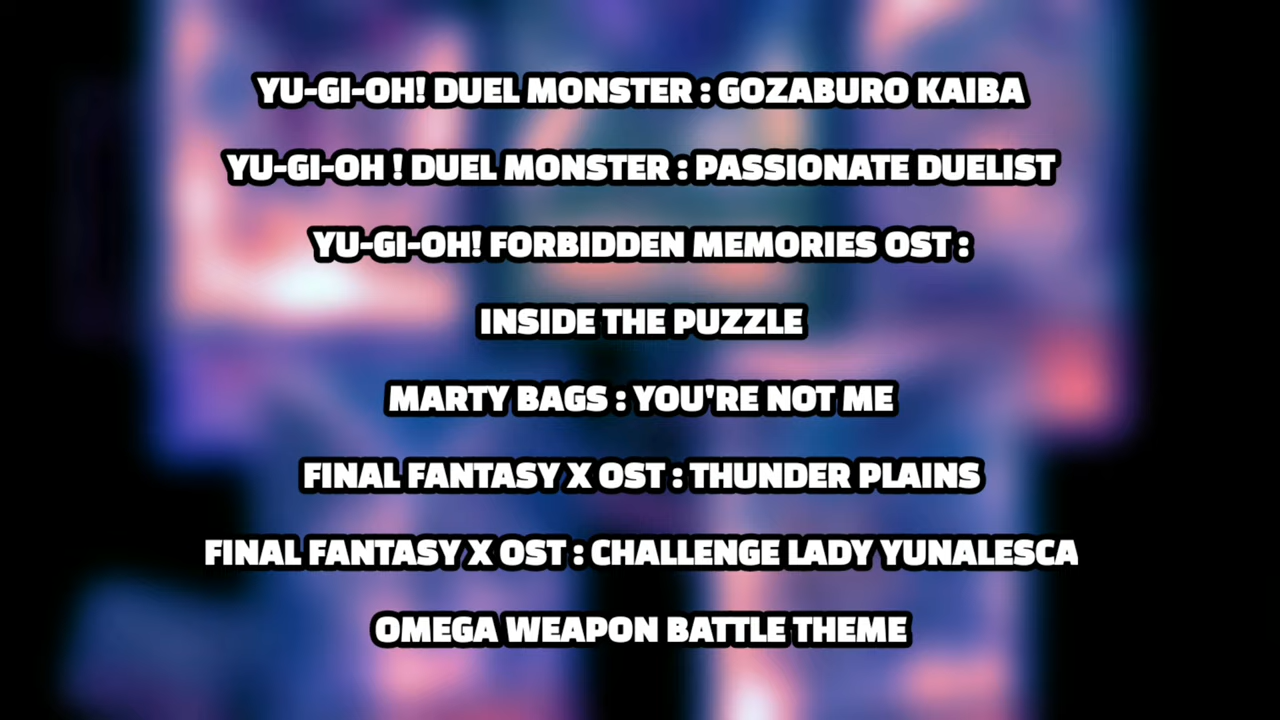 YU-GI-OH! DUEL MONSTER : GOZABURO KAIBA
YU-GI-OH ! DUEL MONSTER : PASSIONATE DUELIST
YU-GI-OH! FORBIDDEN MEMORIES OST :
INSIDE THE PUZZLE
MARTY BAGS : YOU'RE NOT ME
FINAL FANTASY X OST : THUNDER PLAINS
FINAL FANTASY X OST : CHALLENGE LADY YUNALESCA
OMEGA WEAPON BATTLE THEME